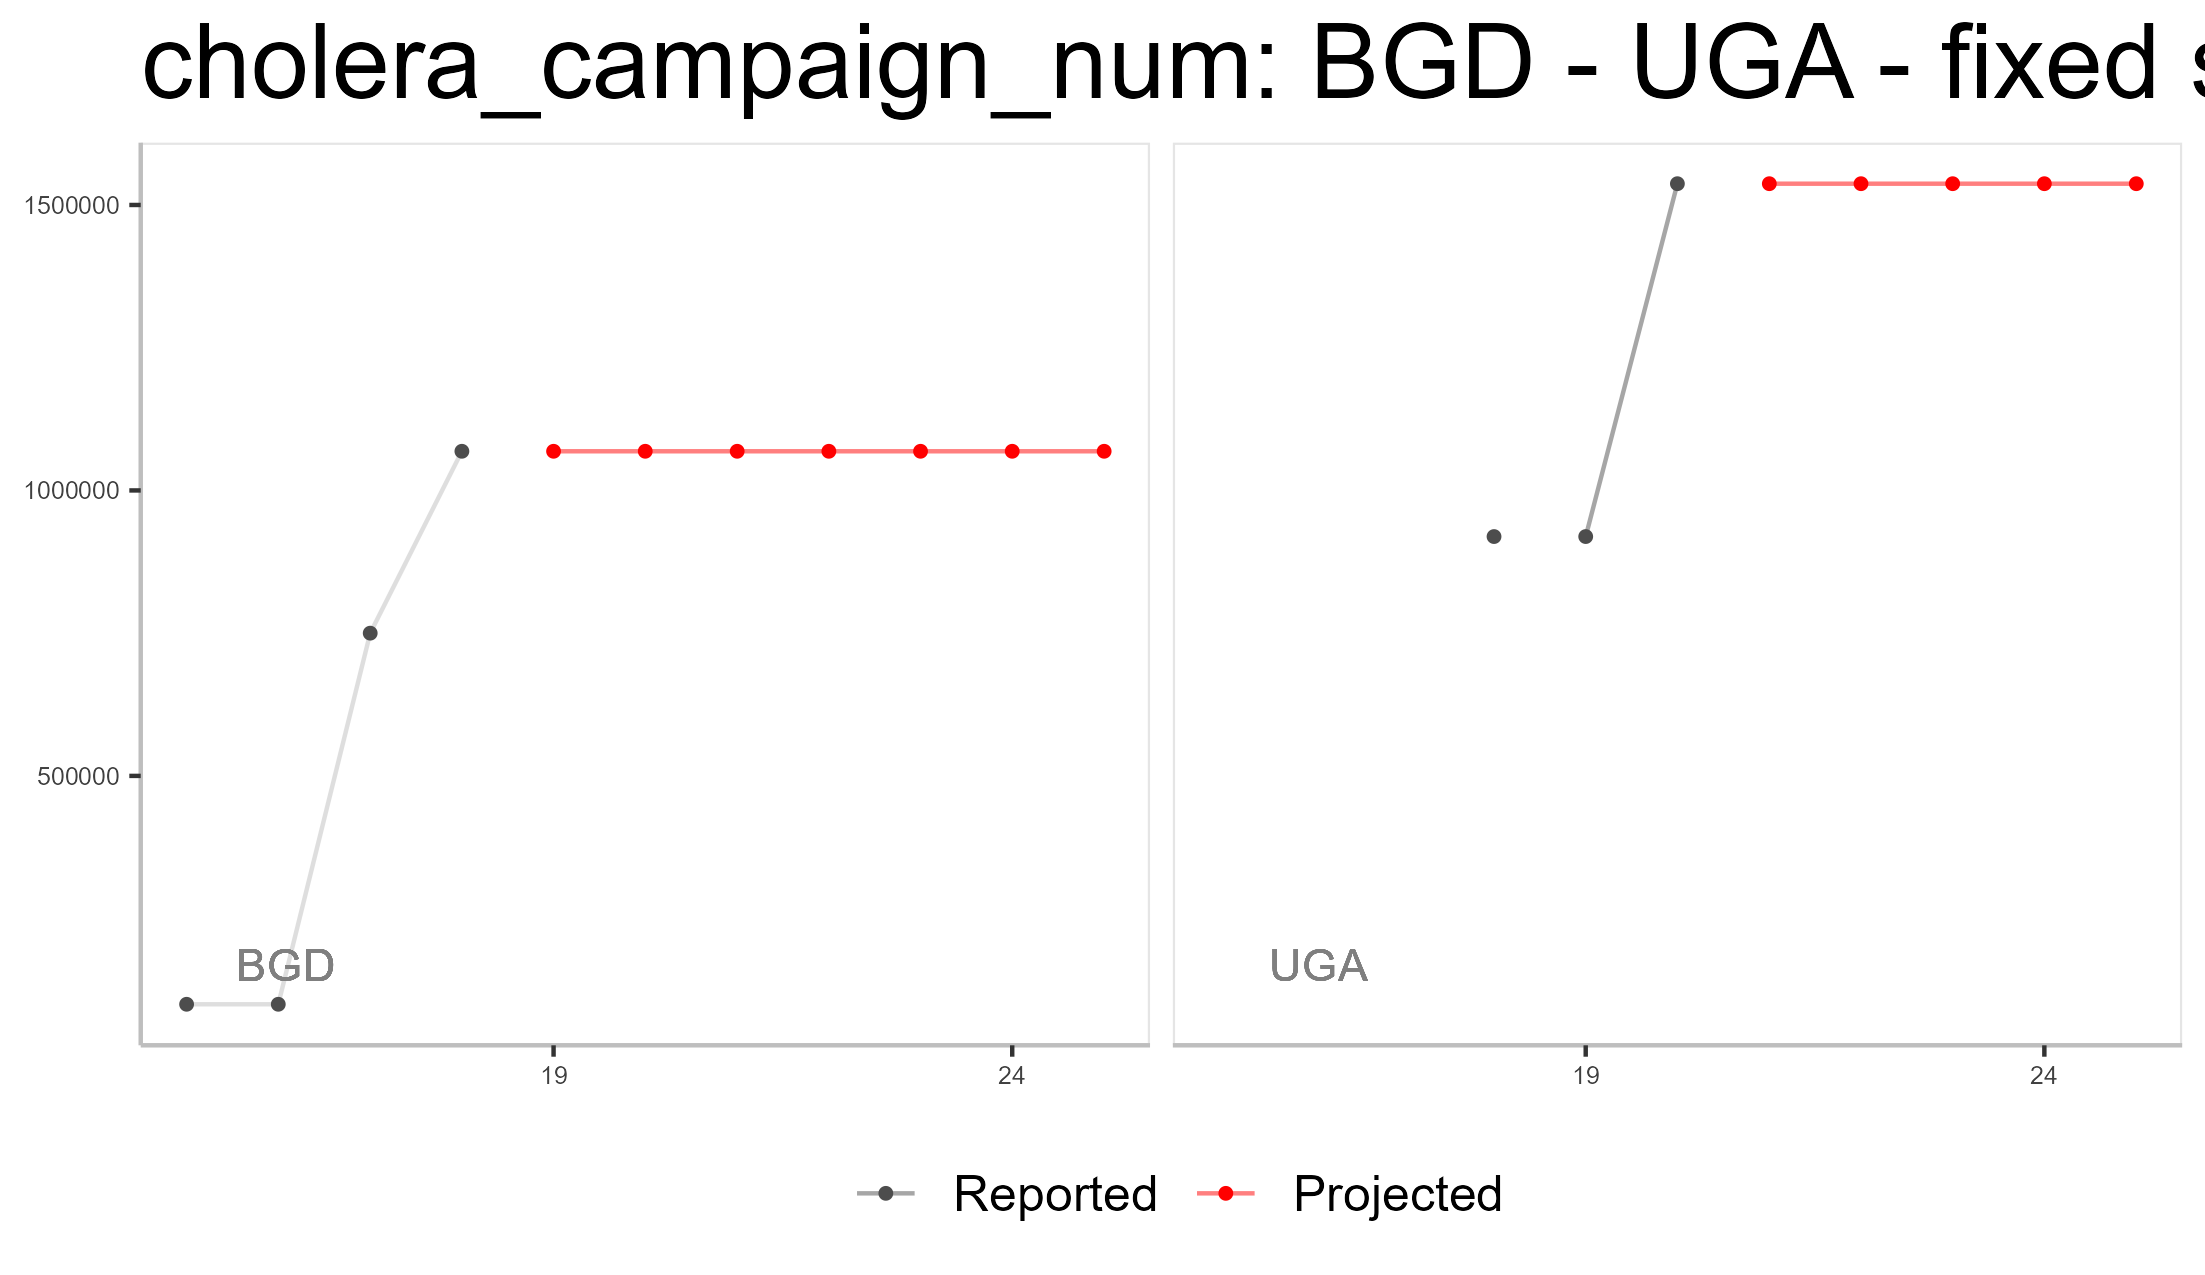 cholera_campaign_num: BGD - UGA - fixed
1500000
1000000
500000
BGD
UGA
19
24
19
24
Reported
Projected